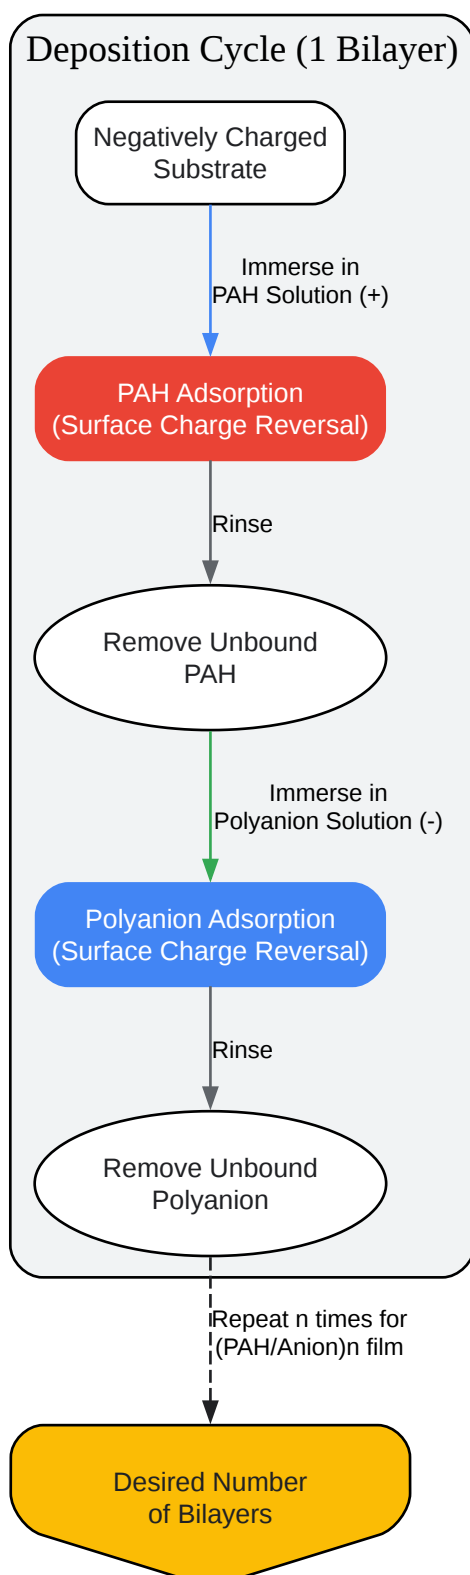 Deposition Cycle (1 Bilayer)
Negatively Charged
Substrate
Immerse in
PAH Solution (+)
PAH Adsorption
(Surface Charge Reversal)
Rinse
Remove Unbound
PAH
Immerse in
Polyanion Solution (-)
Polyanion Adsorption
(Surface Charge Reversal)
Rinse
Remove Unbound
Polyanion
Repeat n times for
(PAH/Anion)n film
Desired Number
of Bilayers